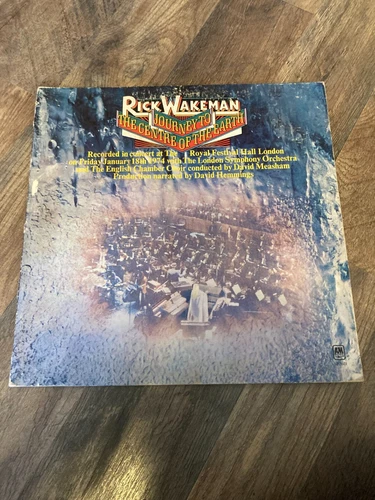 RICK WAKEMAN
JOURNEY TO
THE CENTRE OF THE EARTH
Recorded in concert at The Royal Festival Hall London
on Friday January 18th 1974 with The London Symphony Orchestra
and The English Chamber Choir conducted by David Measham
Production narrated by David Hemmings
A&M